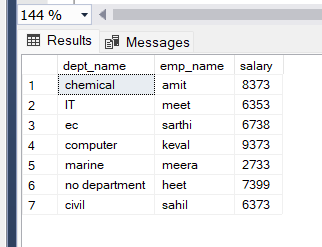 144 %
Results Messages
dept_name emp_name salary
1 chemical amit 8373
2 IT meet 6353
3 ec sarthi 6738
4 computer keval 9373
5 marine meera 2733
6 no department heet 7399
7 civil sahil 6373